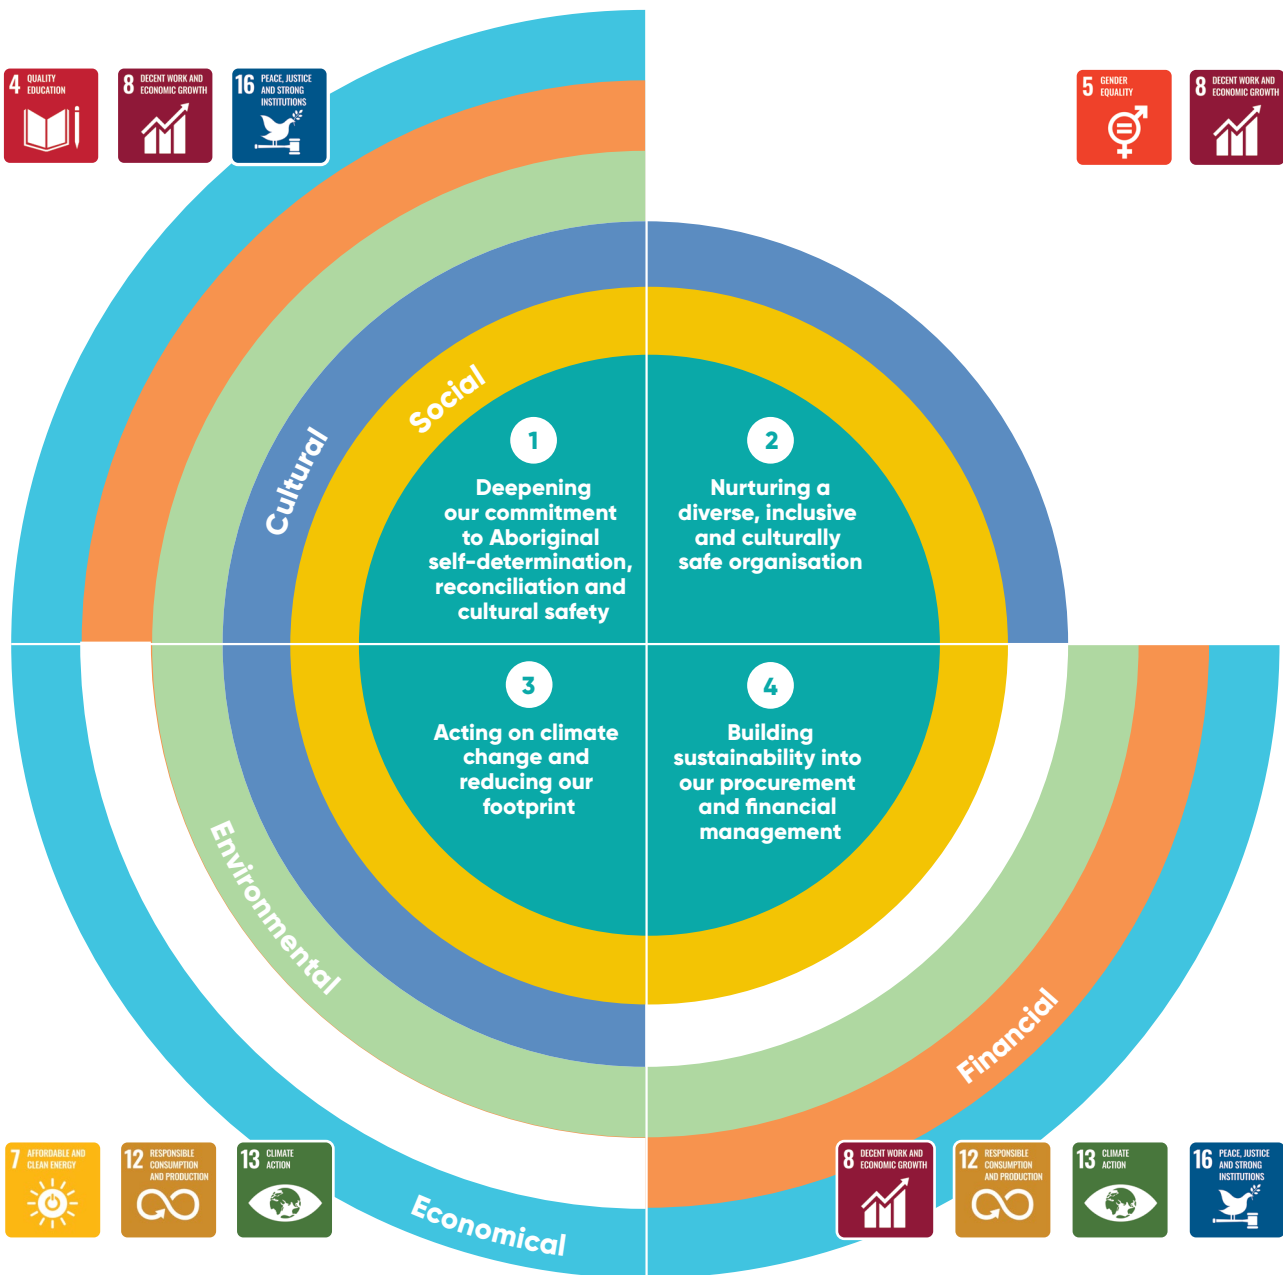 4 QUALITY
EDUCATION
8 DECENT WORK AND
ECONOMIC GROWTH
16 PEACE, JUSTICE
AND STRONG
INSTITUTIONS
5 GENDER
EQUALITY
8 DECENT WORK AND
ECONOMIC GROWTH
Social
Cultural
1
Deepening
our commitment
to Aboriginal
self-determination,
reconciliation and
cultural safety
2
Nurturing a
diverse, inclusive
and culturally
safe organisation
3
Acting on climate
change and
reducing our
footprint
4
Building
sustainability into
our procurement
and financial
management
Environmental
Financial
Economical
7 AFFORDABLE AND
CLEAN ENERGY
12 RESPONSIBLE
CONSUMPTION
AND PRODUCTION
13 CLIMATE
ACTION
8 DECENT WORK AND
ECONOMIC GROWTH
12 RESPONSIBLE
CONSUMPTION
AND PRODUCTION
13 CLIMATE
ACTION
16 PEACE, JUSTICE
AND STRONG
INSTITUTIONS